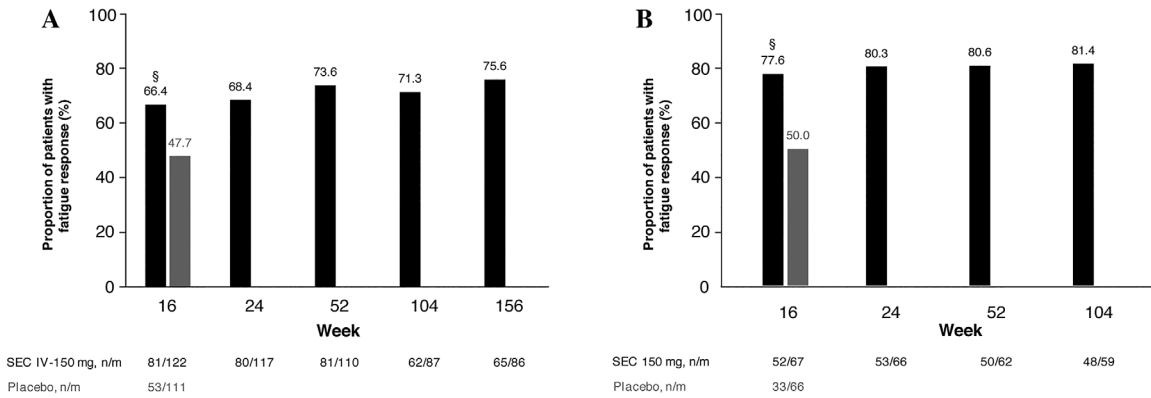 A
Proportion of patients with
fatigue response (%)
100
80
60
40
20
0
§
66.4
47.7
68.4
73.6
71.3
75.6
16 24 52 104 156
Week
SEC IV-150 mg, n/m 81/122 80/117 81/110 62/87 65/86
Placebo, n/m 53/111
B
Proportion of patients with
fatigue response (%)
100
80
60
40
20
0
§
77.6
50.0
80.3
80.6
81.4
16 24 52 104
Week
SEC 150 mg, n/m 52/67 53/66 50/62 48/59
Placebo, n/m 33/66